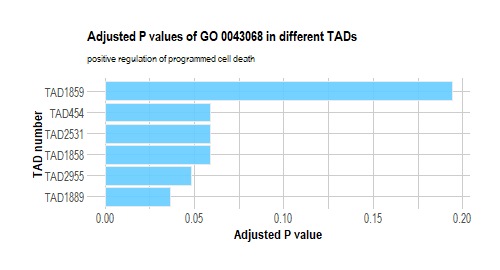 Adjusted P values of GO 0043068 in different TADs
positive regulation of programmed cell death
TAD number
TAD1859
TAD454
TAD2531
TAD1858
TAD2955
TAD1889
0.00 0.05 0.10 0.15 0.20
Adjusted P value